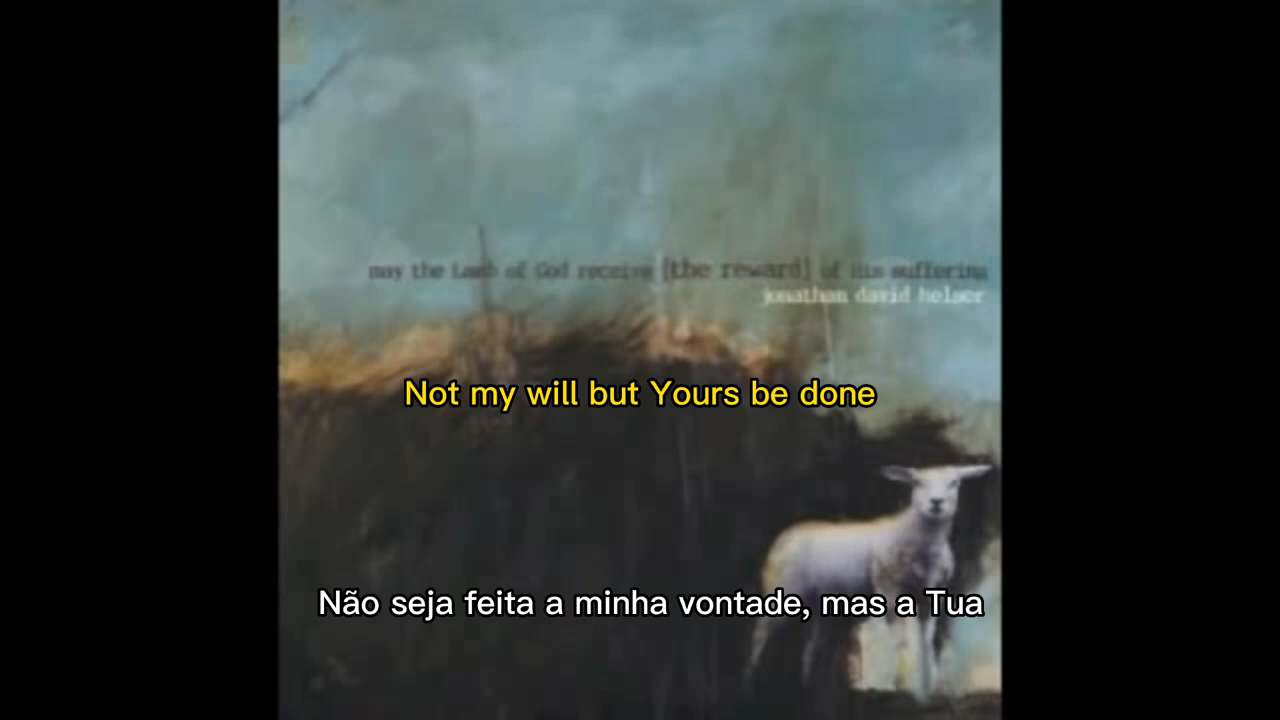 may the Lamb of God receive [the reward] of His suffering
jonathan david helser
Not my will but Yours be done
Não seja feita a minha vontade, mas a Tua